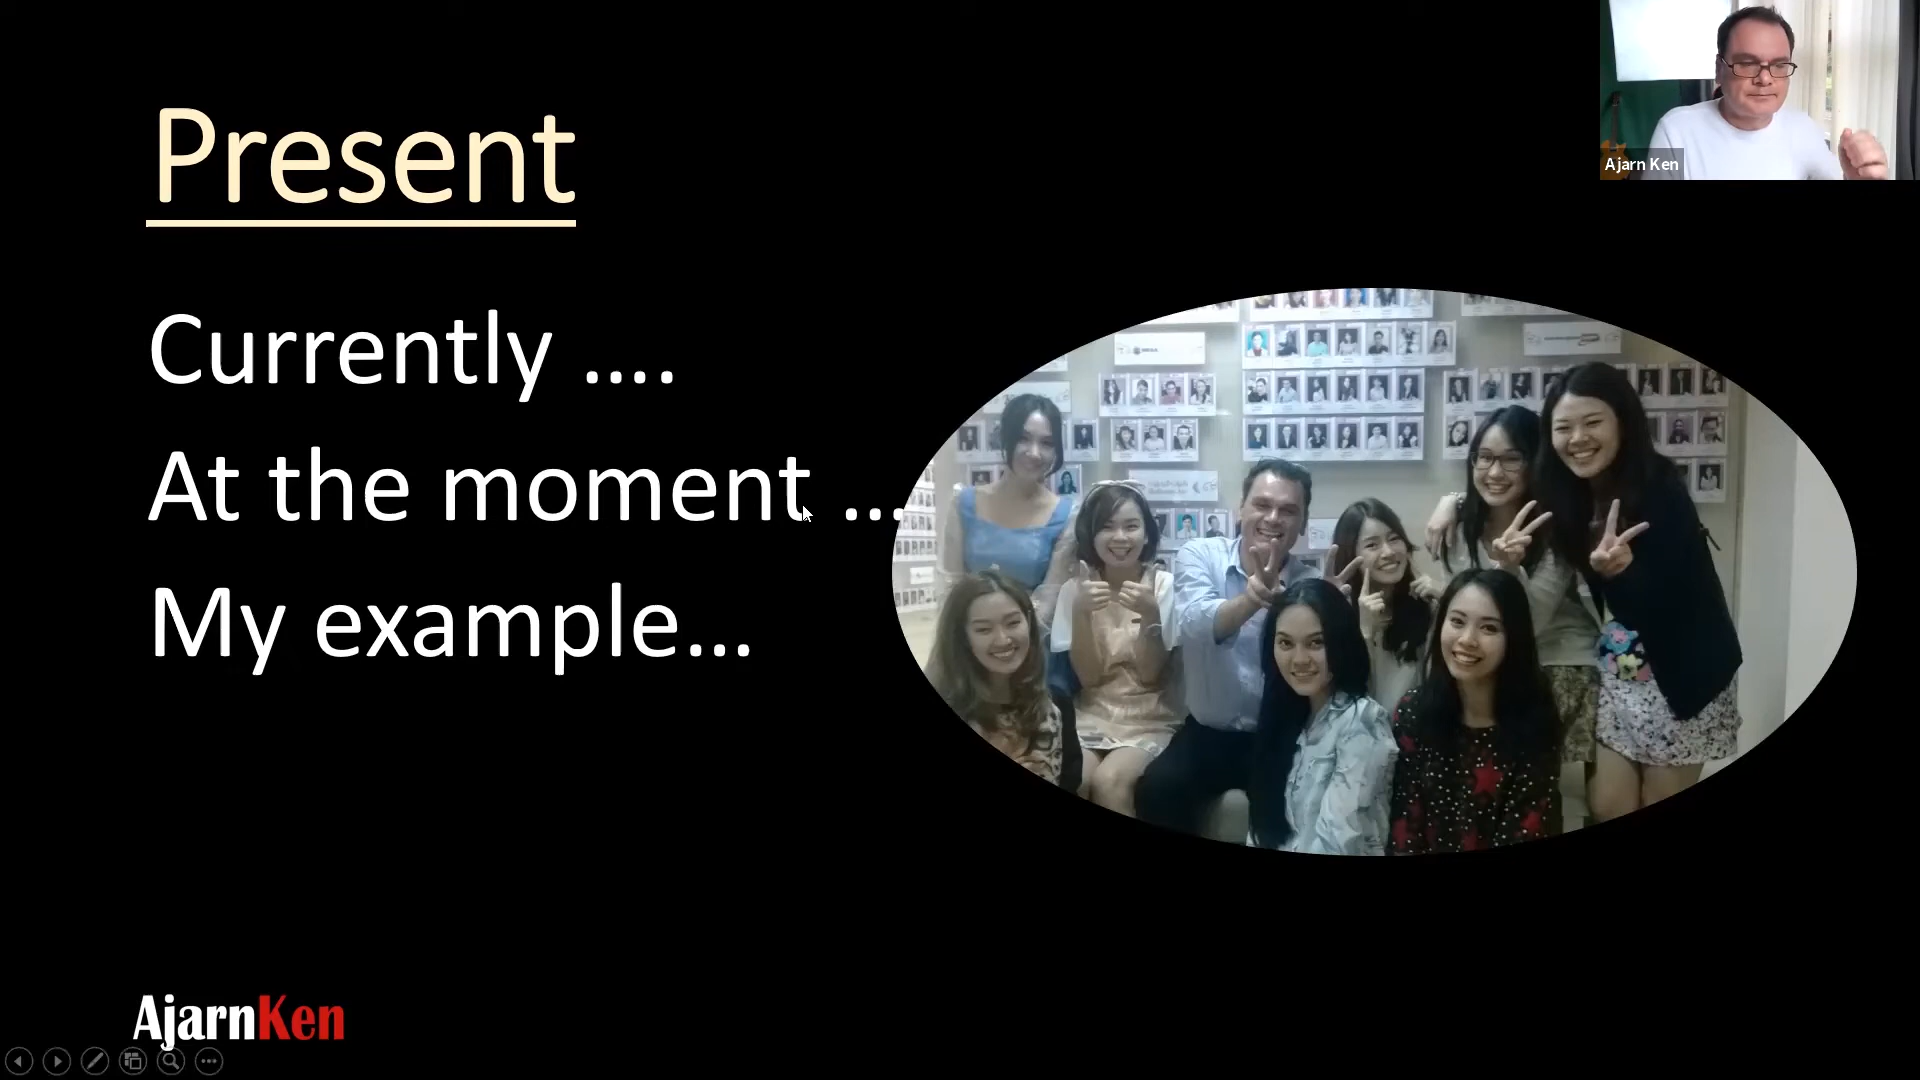 Present
Ajarn Ken
Currently ....
At the moment ...
My example...
AjarnKen